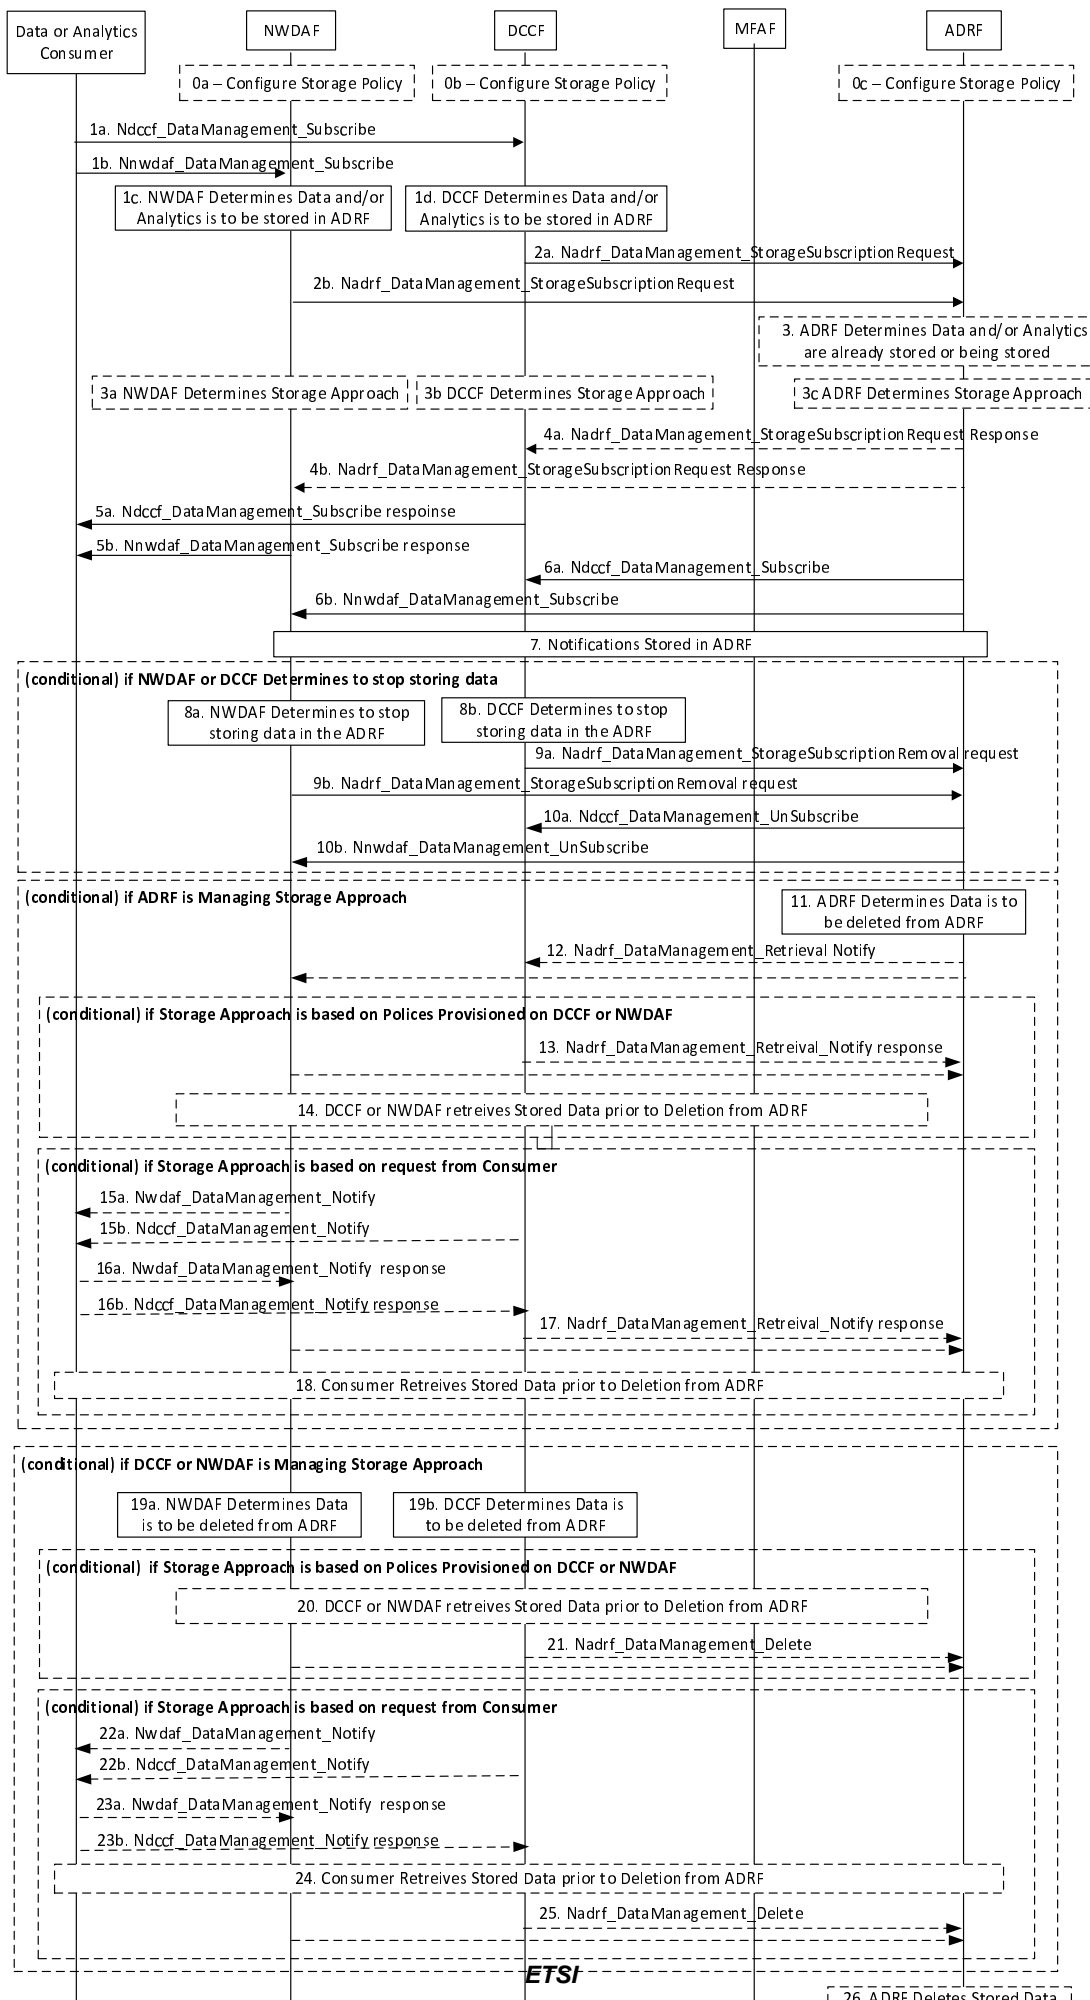 Data or Analytics
Consumer
NWDAF
DCCF
MFAF
ADRF
0a – Configure Storage Policy
0b – Configure Storage Policy
0c – Configure Storage Policy
1a. Ndccf_DataManagement_Subscribe
1b. Nnwdaf_DataManagement_Subscribe
1c. NWDAF Determines Data and/or
Analytics is to be stored in ADRF
1d. DCCF Determines Data and/or
Analytics is to be stored in ADRF
2a. Nadrf_DataManagement_StorageSubscriptionRequest
2b. Nadrf_DataManagement_StorageSubscriptionRequest
3. ADRF Determines Data and/or Analytics
are already stored or being stored
3a NWDAF Determines Storage Approach
3b DCCF Determines Storage Approach
3c ADRF Determines Storage Approach
4a. Nadrf_DataManagement_StorageSubscriptionRequest Response
4b. Nadrf_DataManagement_StorageSubscriptionRequest Response
5a. Ndccf_DataManagement_Subscribe respoinse
5b. Nnwdaf_DataManagement_Subscribe response
6a. Ndccf_DataManagement_Subscribe
6b. Nnwdaf_DataManagement_Subscribe
7. Notifications Stored in ADRF
(conditional) if NWDAF or DCCF Determines to stop storing data
8a. NWDAF Determines to stop
storing data in the ADRF
8b. DCCF Determines to stop
storing data in the ADRF
9a. Nadrf_DataManagement_StorageSubscriptionRemoval request
9b. Nadrf_DataManagement_StorageSubscriptionRemoval request
10a. Ndccf_DataManagement_UnSubscribe
10b. Nnwdaf_DataManagement_UnSubscribe
(conditional) if ADRF is Managing Storage Approach
11. ADRF Determines Data is to
be deleted from ADRF
12. Nadrf_DataManagement_Retrieval Notify
(conditional) if Storage Approach is based on Polices Provisioned on DCCF or NWDAF
13. Nadrf_DataManagement_Retreival_Notify response
14. DCCF or NWDAF retreives Stored Data prior to Deletion from ADRF
(conditional) if Storage Approach is based on request from Consumer
15a. Nwdaf_DataManagement_Notify
15b. Ndccf_DataManagement_Notify
16a. Nwdaf_DataManagement_Notify response
16b. Ndccf_DataManagement_Notify response
17. Nadrf_DataManagement_Retreival_Notify response
18. Consumer Retreives Stored Data prior to Deletion from ADRF
(conditional) if DCCF or NWDAF is Managing Storage Approach
19a. NWDAF Determines Data
is to be deleted from ADRF
19b. DCCF Determines Data is
to be deleted from ADRF
(conditional) if Storage Approach is based on Polices Provisioned on DCCF or NWDAF
20. DCCF or NWDAF retreives Stored Data prior to Deletion from ADRF
21. Nadrf_DataManagement_Delete
(conditional) if Storage Approach is based on request from Consumer
22a. Nwdaf_DataManagement_Notify
22b. Ndccf_DataManagement_Notify
23a. Nwdaf_DataManagement_Notify response
23b. Ndccf_DataManagement_Notify response
24. Consumer Retreives Stored Data prior to Deletion from ADRF
25. Nadrf_DataManagement_Delete
ETSI
26. ADRF Deletes Stored Data